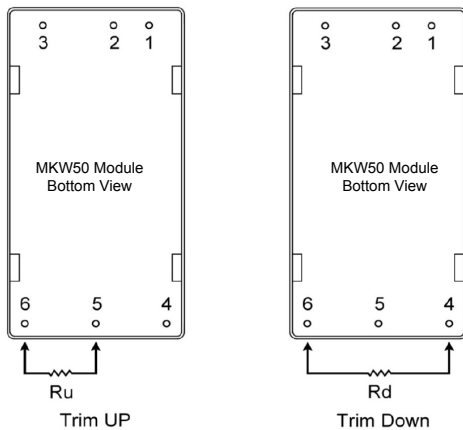 3 2 1
MKW50 Module
Bottom View
6 5 4
Ru
Trim UP
3 2 1
MKW50 Module
Bottom View
6 5 4
Rd
Trim Down